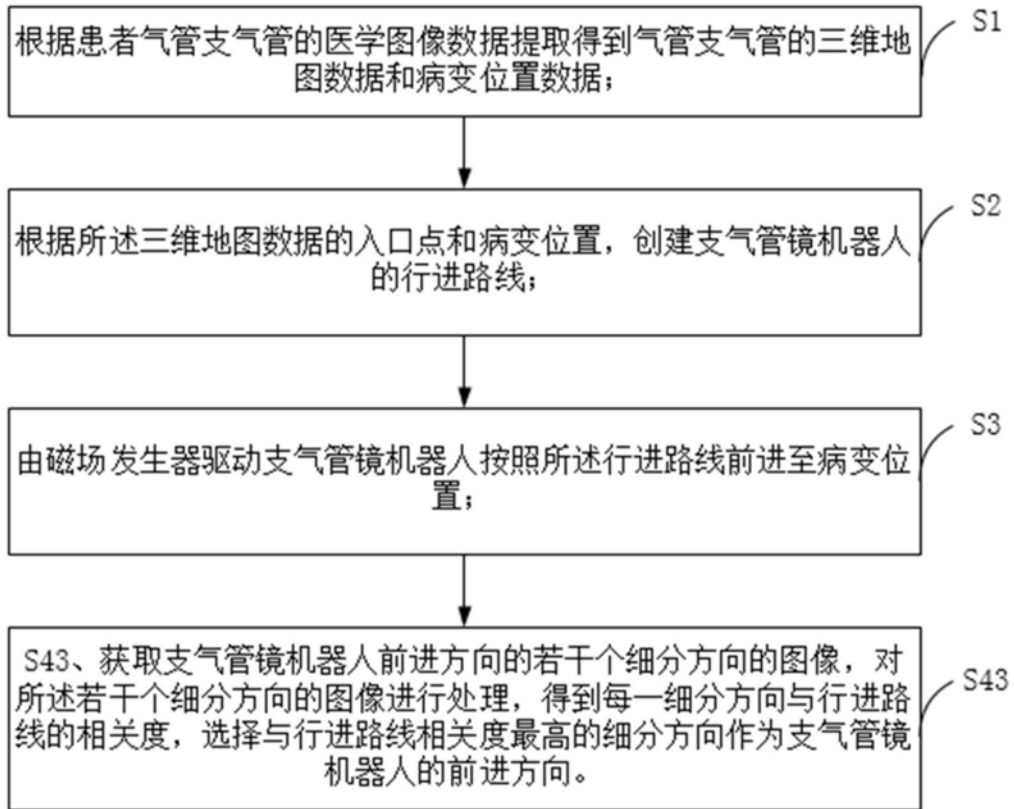 根据患者气管支气管的医学图像数据提取得到气管支气管的三维地
图数据和病变位置数据；
S1
根据所述三维地图数据的入口点和病变位置，创建支气管镜机器人
的行进路线；
S2
由磁场发生器驱动支气管镜机器人按照所述行进路线前进至病变位
置；
S3
S43、获取支气管镜机器人前进方向的若干个细分方向的图像，对
所述若干个细分方向的图像进行处理，得到每一细分方向与行进路
线的相关度，选择与行进路线相关度最高的细分方向作为支气管镜
机器人的前进方向。
S43